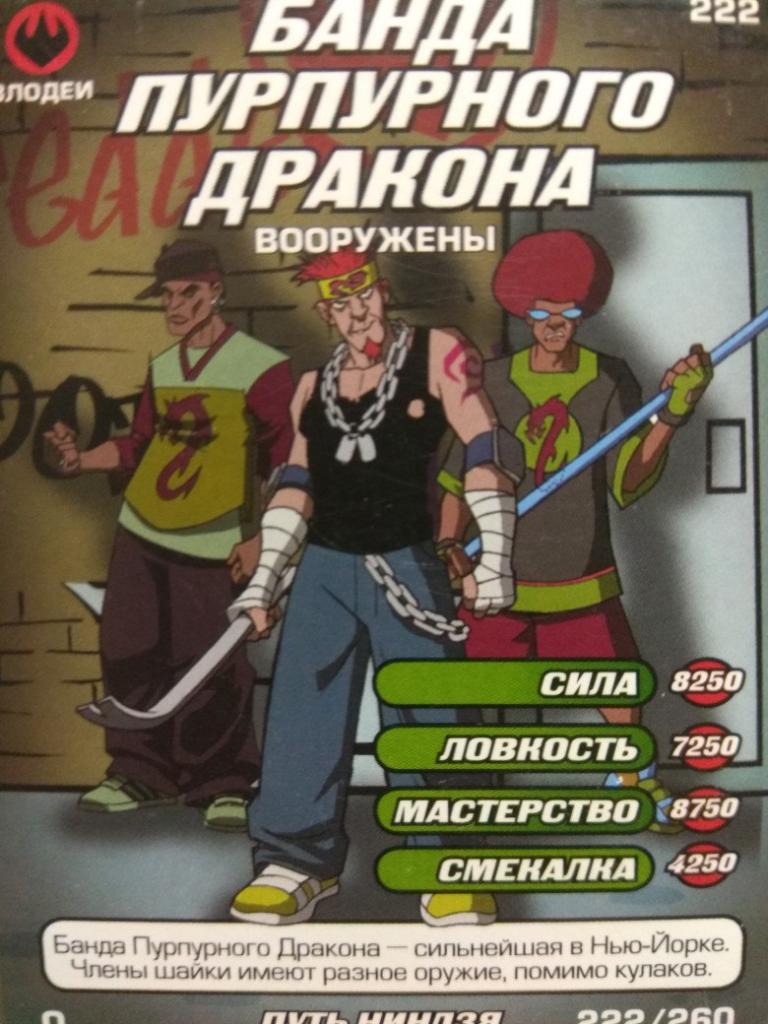 222
БАНДА
ПУРПУРНОГО
ДРАКОНА
ВООРУЖЕНЫ
ЗЛОДЕИ
СИЛА 8250
ЛОВКОСТЬ 7250
МАСТЕРСТВО 8750
СМЕКАЛКА 4250
Банда Пурпурного Дракона — сильнейшая в Нью-Йорке.
Члены шайки имеют разное оружие, помимо кулаков.
ПУТЬ НИНДЗЯ 222/260